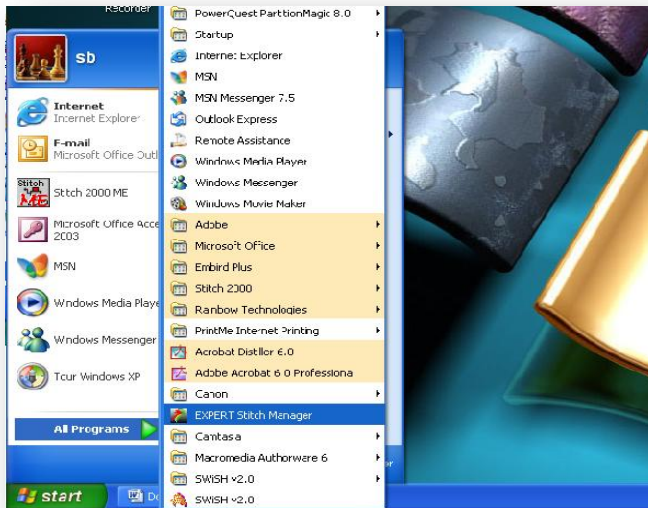 Recorder
sb
Internet
Internet Explorer
E-mail
Microsoft Office Outl
Stitch
ME
Stitch 2000 ME
Microsoft Office Acce
2003
MSN
Windows Media Playe
Windows Messenger
Tour Windows XP
All Programs
start
Do
PowerQuest PartitionMagic 8.0
Startup
Internet Explorer
MSN
MSN Messenger 7.5
Outlook Express
Remote Assistance
Windows Media Player
Windows Messenger
Windows Movie Maker
Adobe
Microsoft Office
Embird Plus
Stitch 2000
Rainbow Technologies
PrintMe Internet Printing
Acrobat Distiller 6.0
Adobe Acrobat 6.0 Professiona
Canon
EXPERT Stitch Manager
Camtasia
Macromedia Authorware 6
SWiSH v2.0
SWiSH v2.0
er